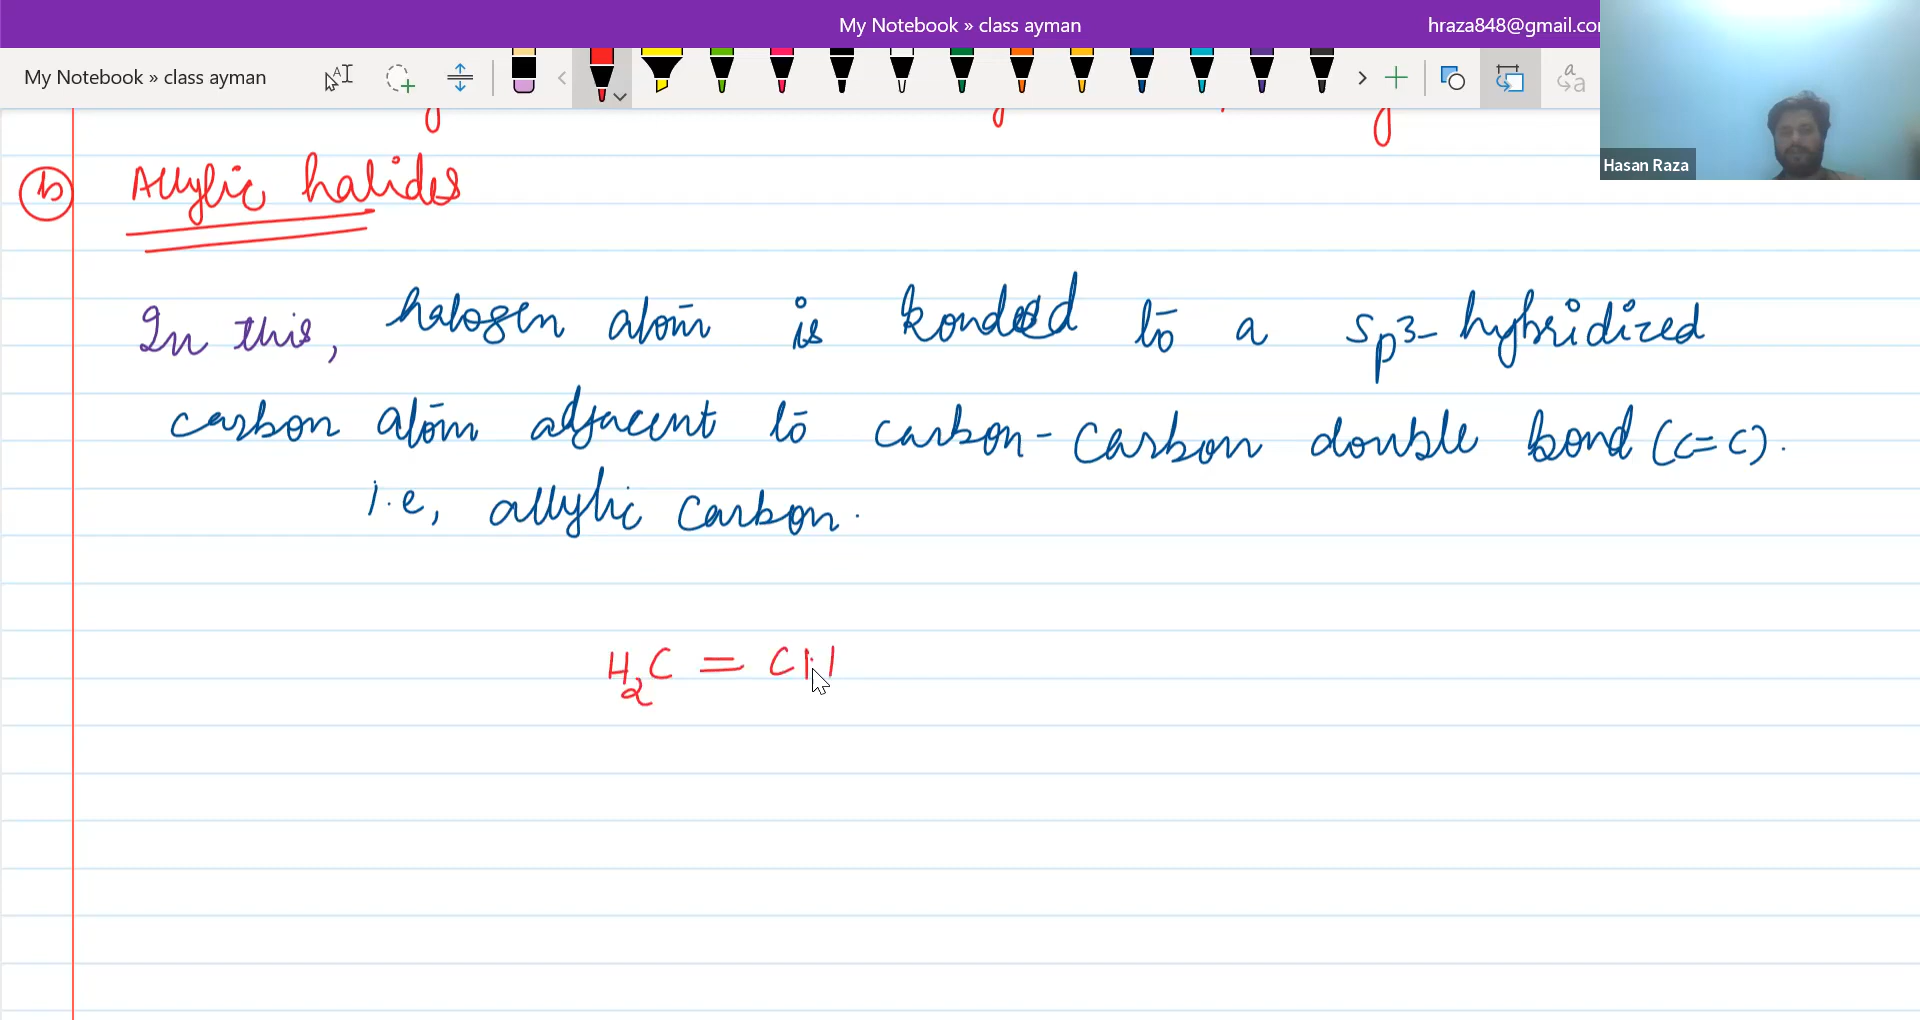 My Notebook » class ayman
hraza848@gmail.co
My Notebook » class ayman
Hasan Raza
b Allylic halides
In this, halogen atom is bonded to a sp3-hybridized
carbon atom adjacent to carbon-carbon double bond (C=C).
i.e, allylic carbon.
H2C = CH